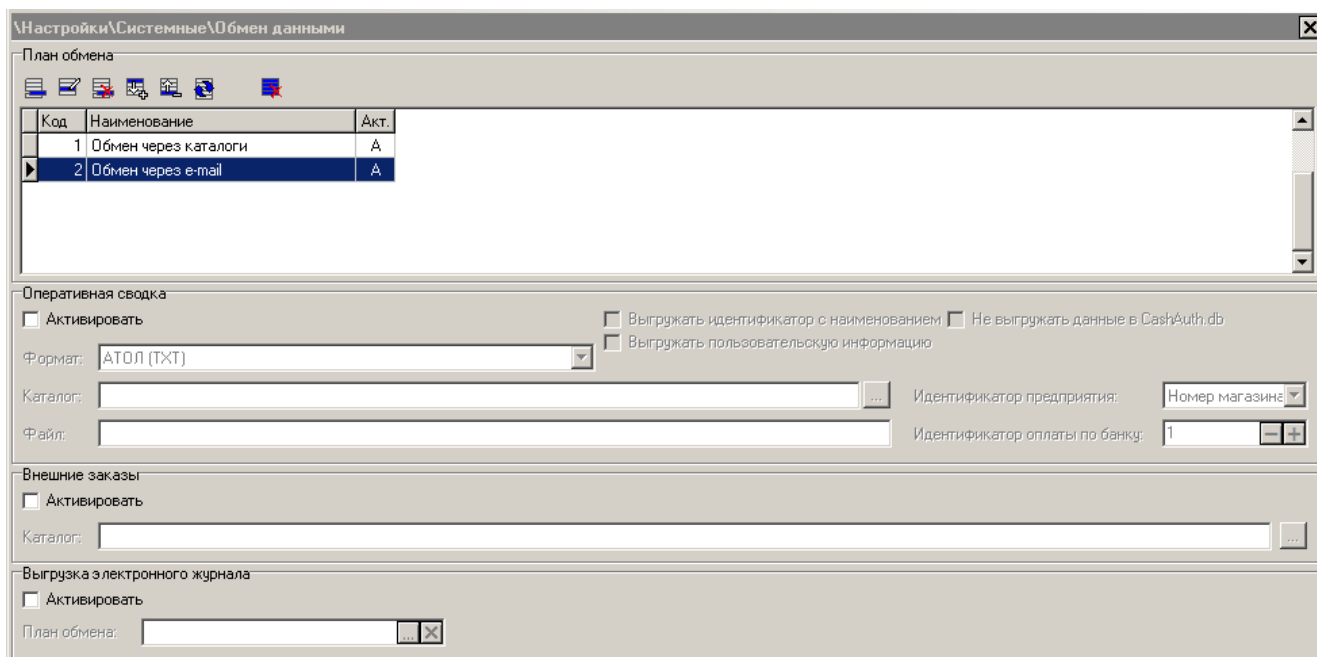 \Настройки\Системные\Обмен данными
План обмена
Код Наименование Акт.
1 Обмен через каталоги А
2 Обмен через e-mail А
Оперативная сводка
Активировать
Выгружать идентификатор с наименованием Не выгружать данные в CashAuth.db
Выгружать пользовательскую информацию
Формат: АТОЛ (TXT)
Каталог: ... Идентификатор предприятия: Номер магазина
Файл: Идентификатор оплаты по банку: 1
Внешние заказы
Активировать
Каталог: ...
Выгрузка электронного журнала
Активировать
План обмена: ...